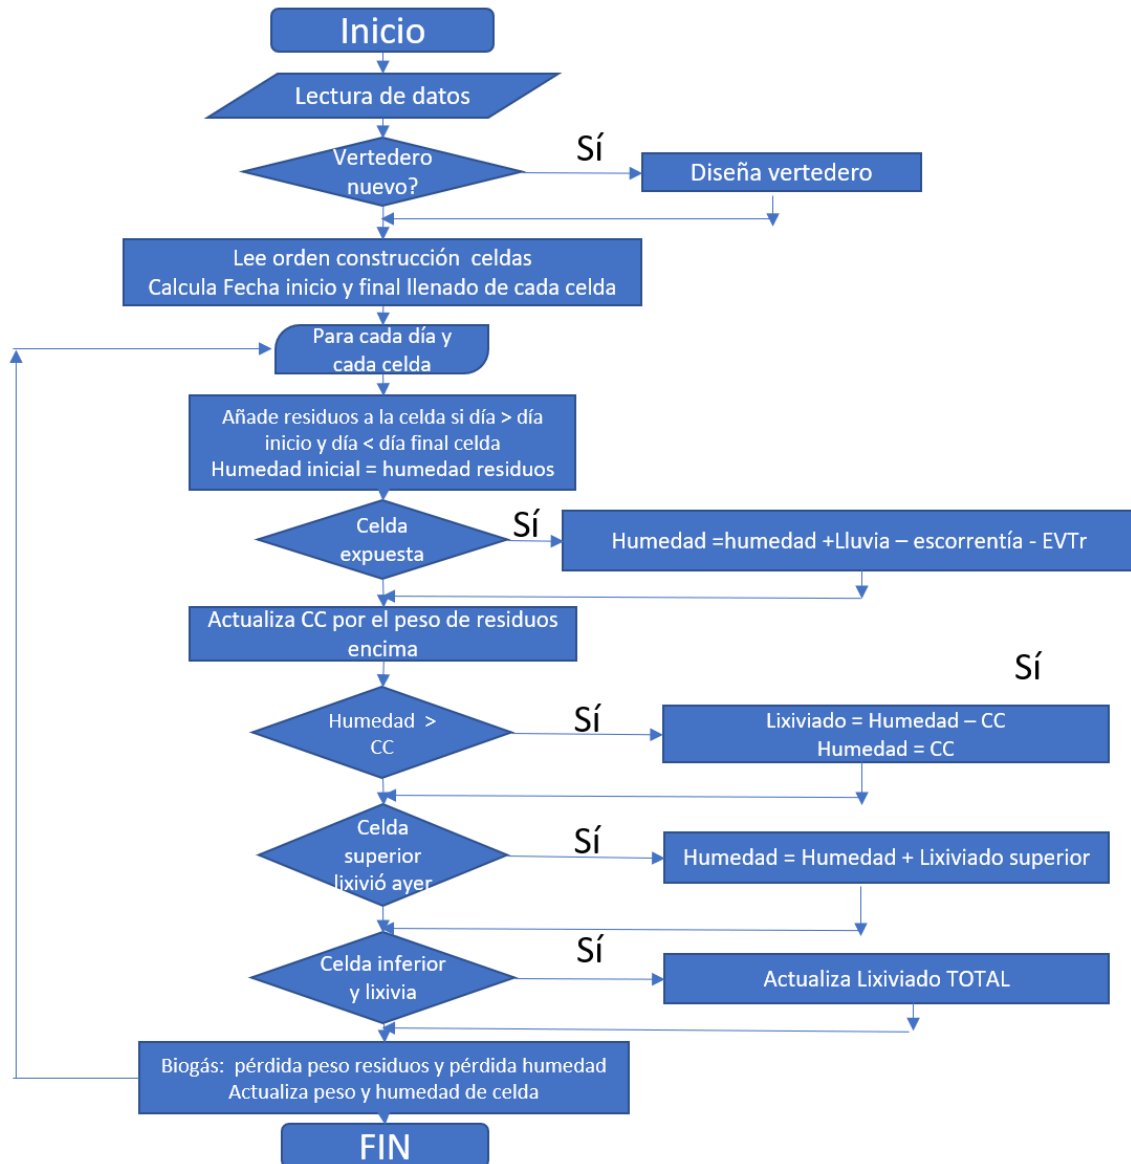 Inicio
Lectura de datos
Vertedero
nuevo?
Sí
Diseña vertedero
Lee orden construcción celdas
Calcula Fecha inicio y final llenado de cada celda
Para cada día y
cada celda
Añade residuos a la celda si día > día
inicio y día < día final celda
Humedad inicial = humedad residuos
Celda
expuesta
Sí
Humedad =humedad +Lluvia – escorrentía - EVTr
Actualiza CC por el peso de residuos
encima
Sí
Humedad >
CC
Sí
Lixiviado = Humedad – CC
Humedad = CC
Celda
superior
lixivió ayer
Sí
Humedad = Humedad + Lixiviado superior
Celda inferior
y lixivia
Sí
Actualiza Lixiviado TOTAL
Biogás: pérdida peso residuos y pérdida humedad
Actualiza peso y humedad de celda
FIN